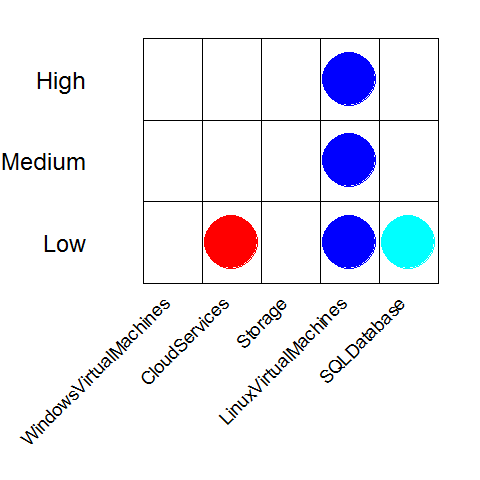 High
Medium
Low
WindowsVirtualMachines
CloudServices
Storage
LinuxVirtualMachines
SQLDatabase